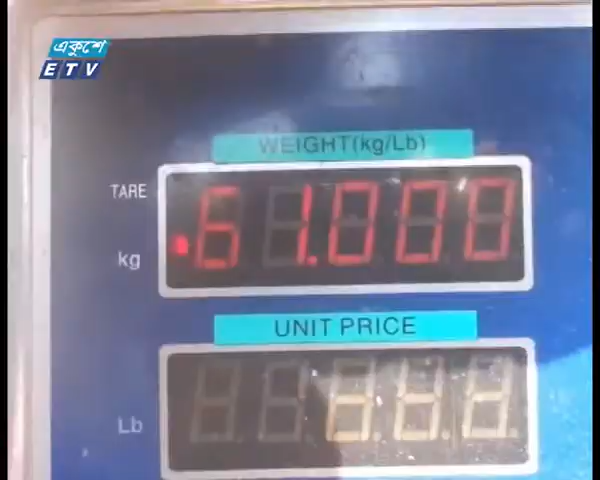 একুশে
ETV
WEIGHT(kg/Lb)
TARE
61.000
kg
UNIT PRICE
Lb